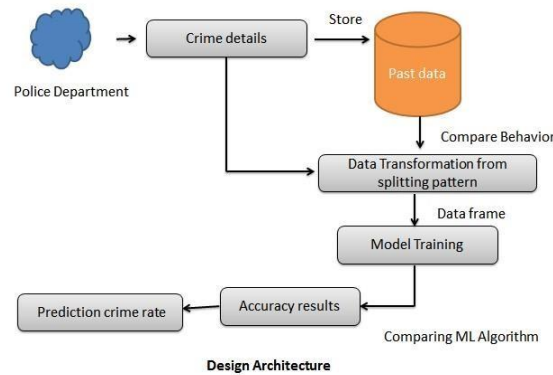 Store
Crime details
Past data
Police Department
Compare Behavior
Data Transformation from
splitting pattern
Data frame
Model Training
Accuracy results
Prediction crime rate
Comparing ML Algorithm
Design Architecture